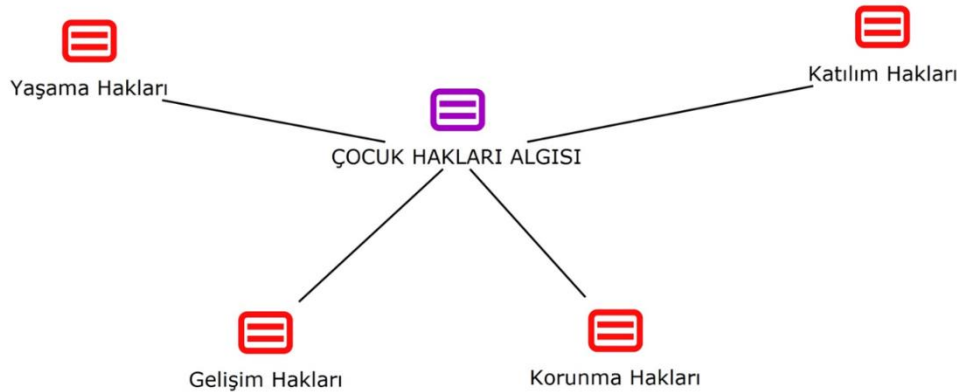 Yaşama Hakları
Katılım Hakları
ÇOCUK HAKLARI ALGISI
Gelişim Hakları
Korunma Hakları